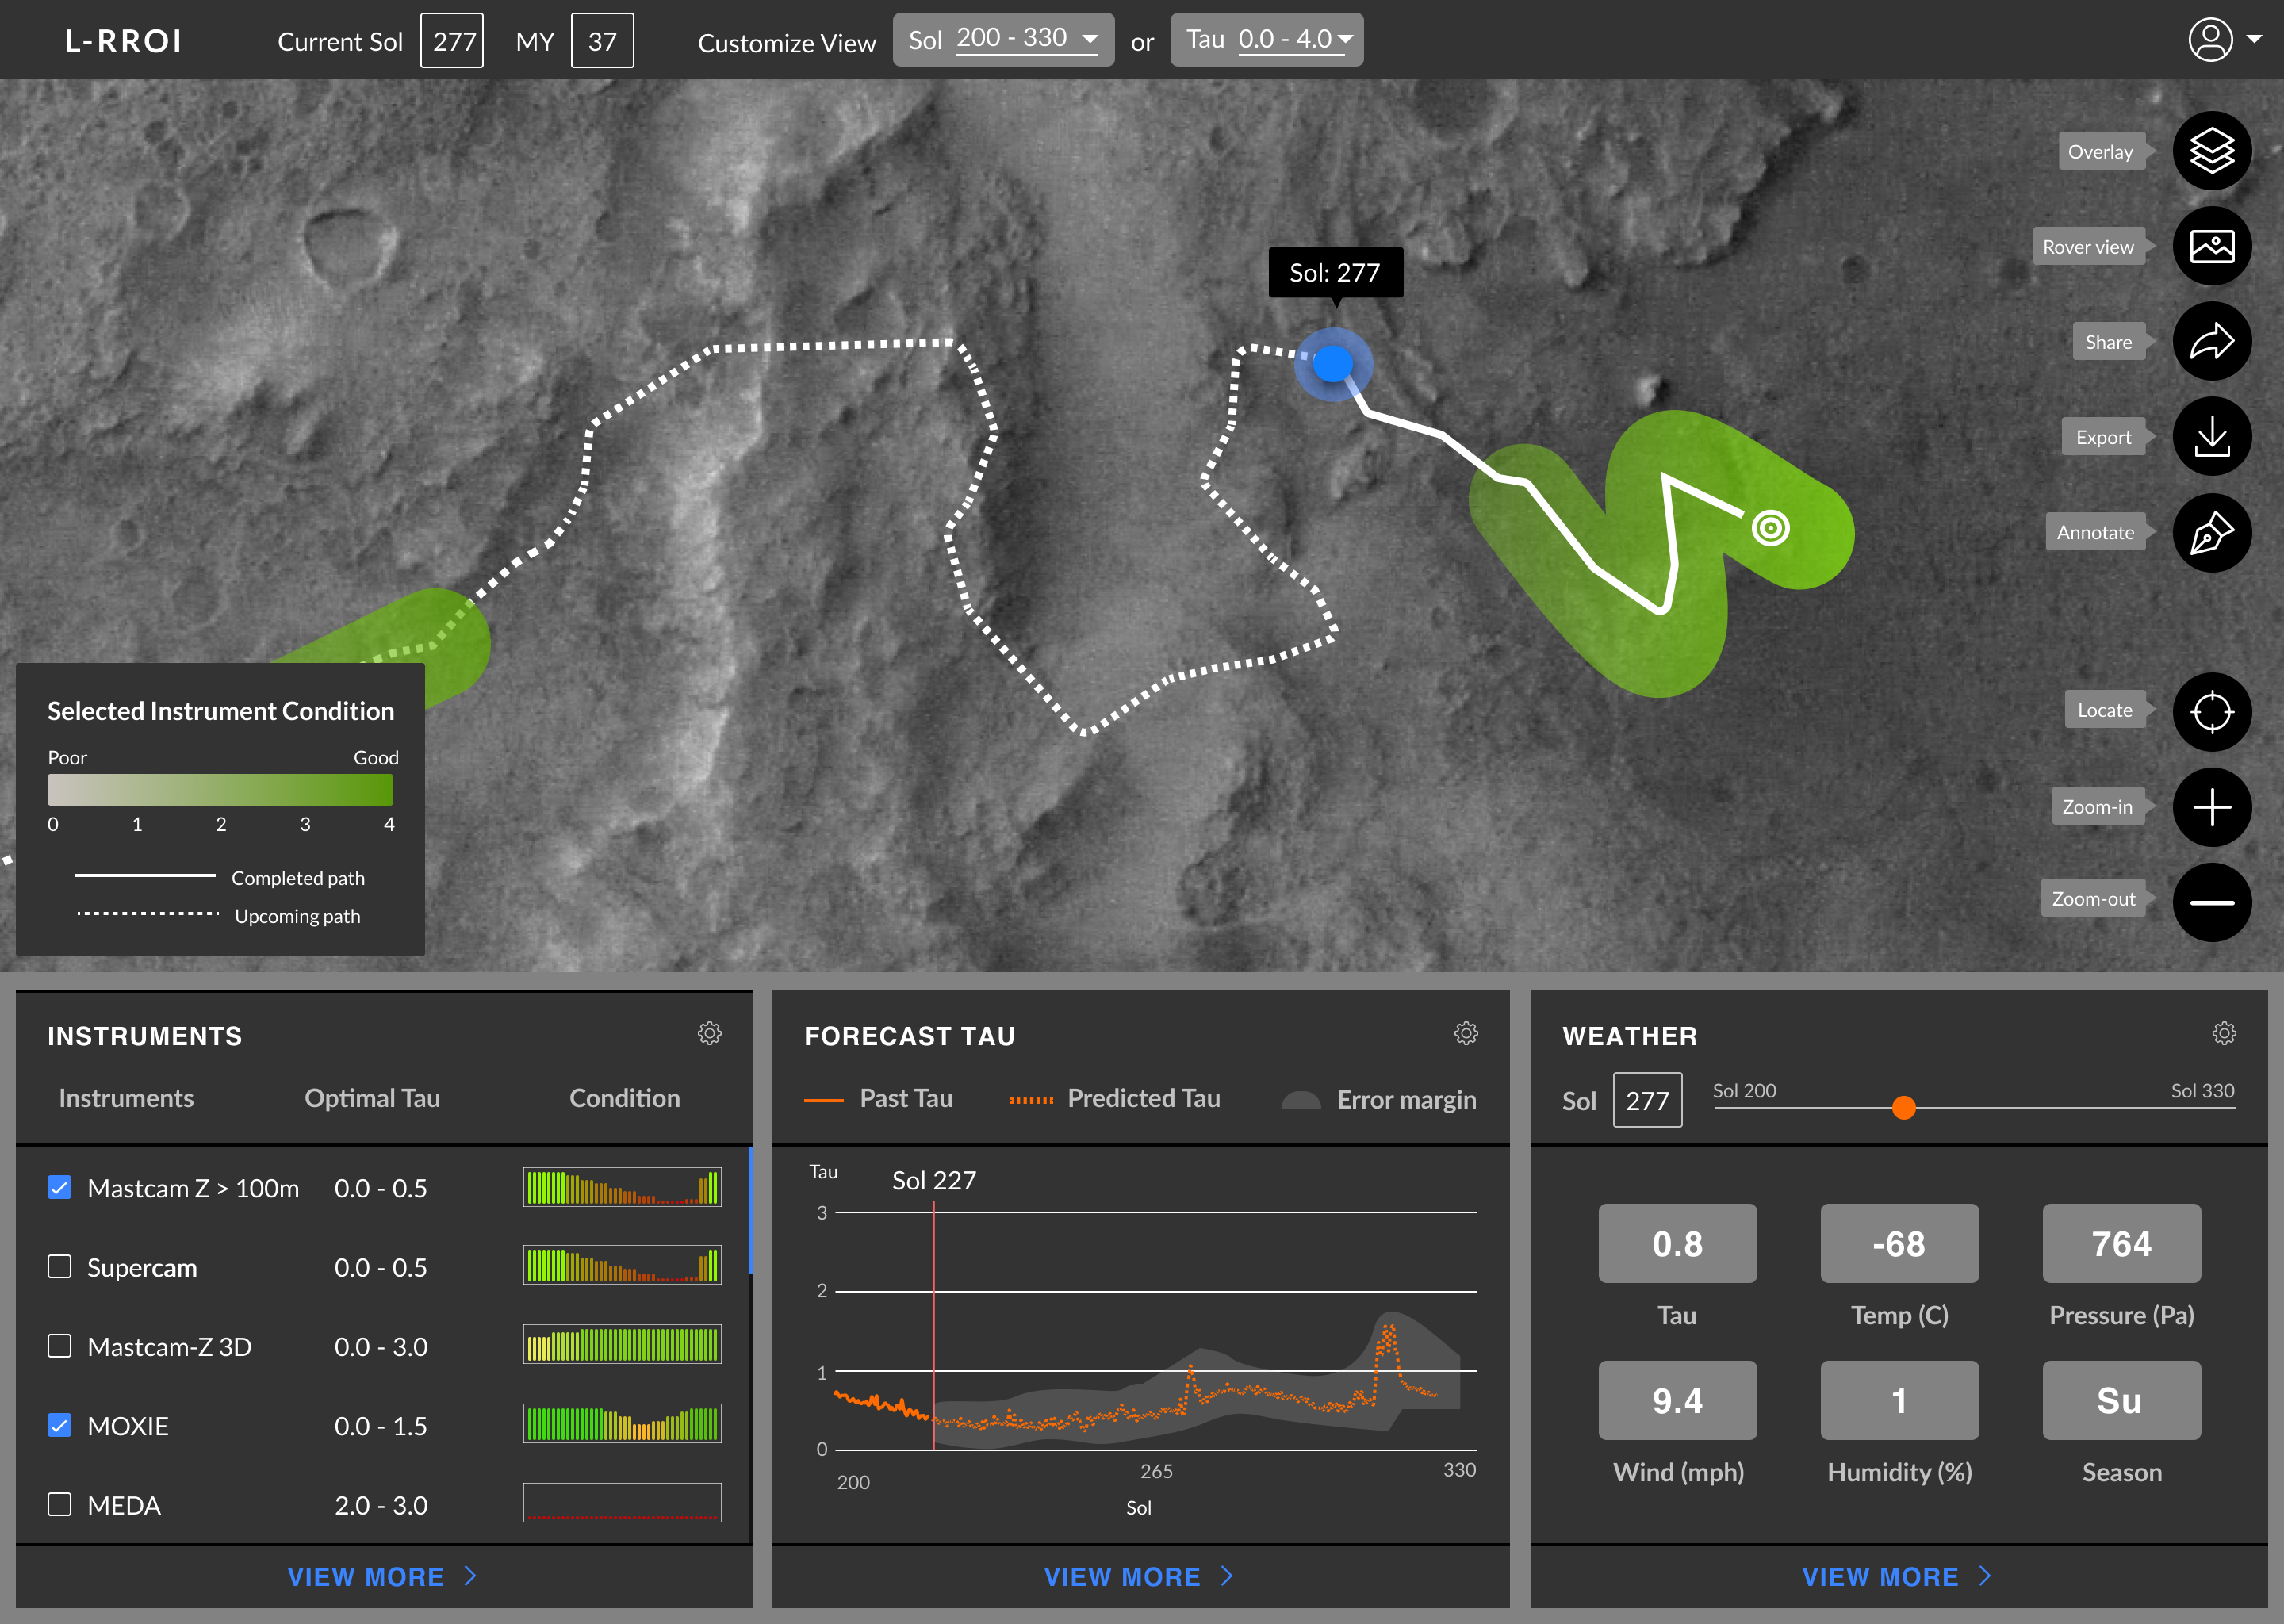 L-RROI Current Sol 277 MY 37 Customize View Sol 200 - 330 or Tau 0.0 - 4.0
Overlay
Rover view
Sol: 277
Share
Export
Annotate
Locate
Zoom-in
Zoom-out
Selected Instrument Condition
Poor Good
0 1 2 3 4
Completed path
Upcoming path
INSTRUMENTS
Instruments Optimal Tau Condition
Mastcam Z > 100m 0.0 - 0.5
Supercam 0.0 - 0.5
Mastcam-Z 3D 0.0 - 3.0
MOXIE 0.0 - 1.5
MEDA 2.0 - 3.0
VIEW MORE
FORECAST TAU
Past Tau Predicted Tau Error margin
Tau
Sol 227
3
2
1
0
200 265 330
Sol
VIEW MORE
WEATHER
Sol 277 Sol 200 Sol 330
0.8 -68 764
Tau Temp (C) Pressure (Pa)
9.4 1 Su
Wind (mph) Humidity (%) Season
VIEW MORE